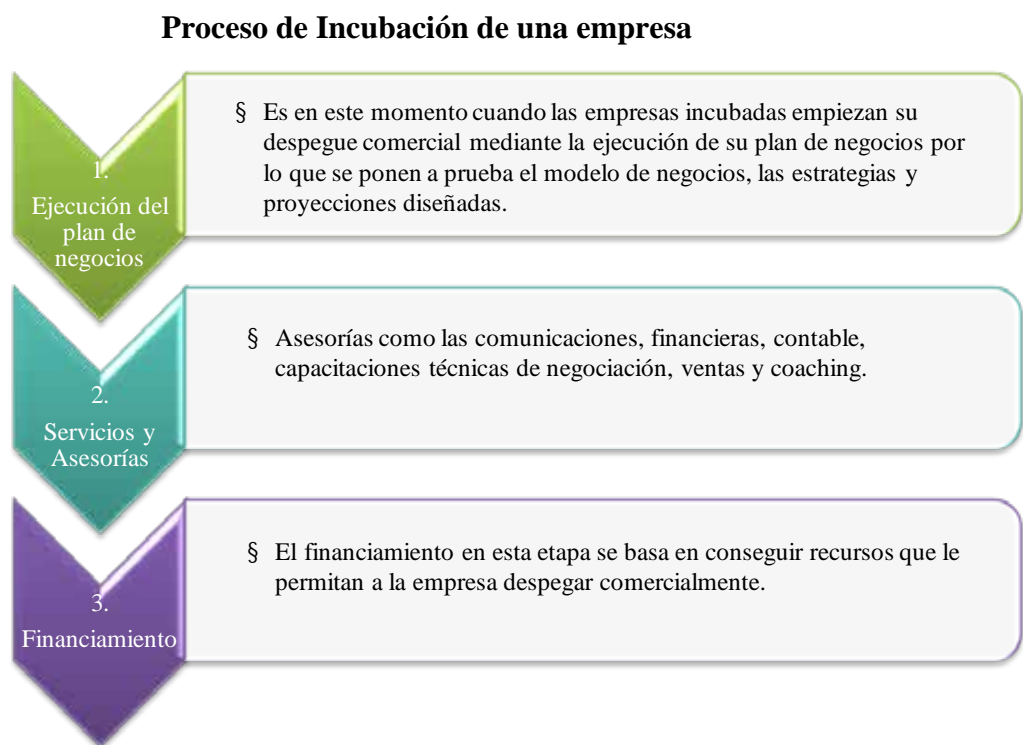 Proceso de Incubación de una empresa
1.
Ejecución del
plan de
negocios
§ Es en este momento cuando las empresas incubadas empiezan su
despegue comercial mediante la ejecución de su plan de negocios por
lo que se ponen a prueba el modelo de negocios, las estrategias y
proyecciones diseñadas.
2.
Servicios y
Asesorías
§ Asesorías como las comunicaciones, financieras, contable,
capacitaciones técnicas de negociación, ventas y coaching.
3.
Financiamiento
§ El financiamiento en esta etapa se basa en conseguir recursos que le
permitan a la empresa despegar comercialmente.